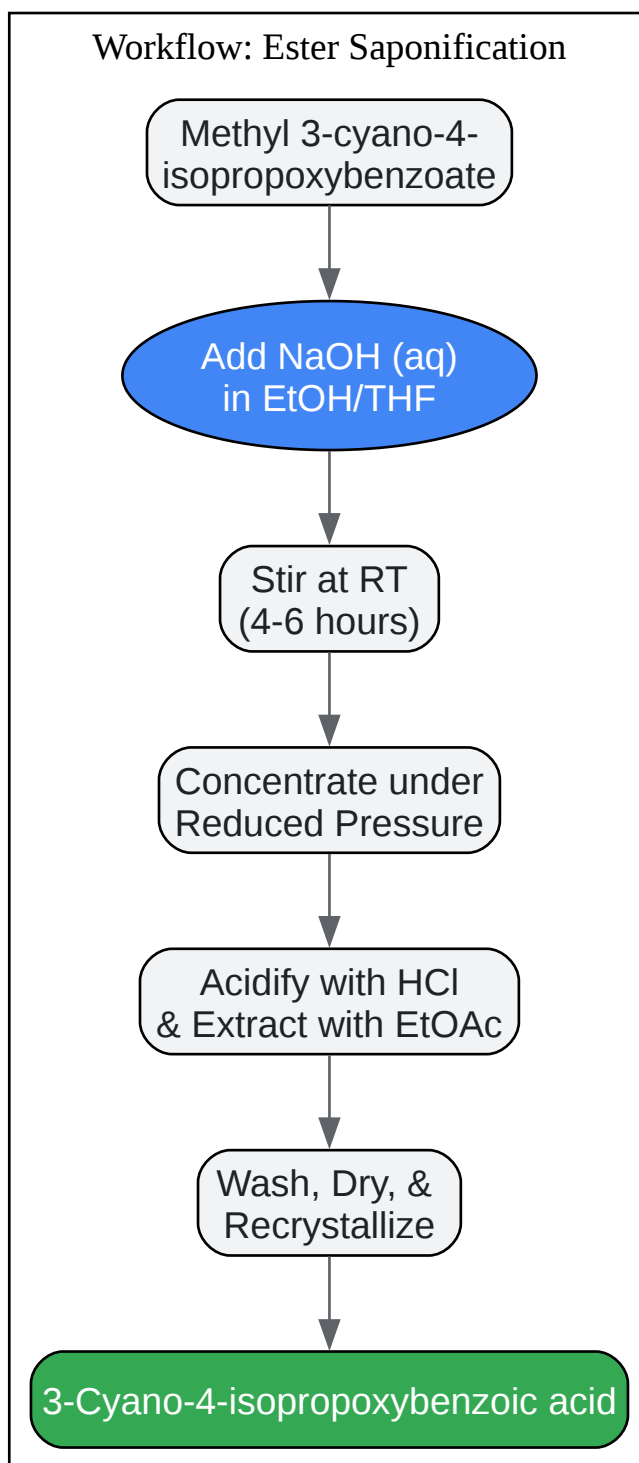 Workflow: Ester Saponification
Methyl 3-cyano-4-
isopropoxybenzoate
Add NaOH (aq)
in EtOH/THF
Stir at RT
(4-6 hours)
Concentrate under
Reduced Pressure
Acidify with HCl
& Extract with EtOAc
Wash, Dry, &
Recrystallize
3-Cyano-4-isopropoxybenzoic acid